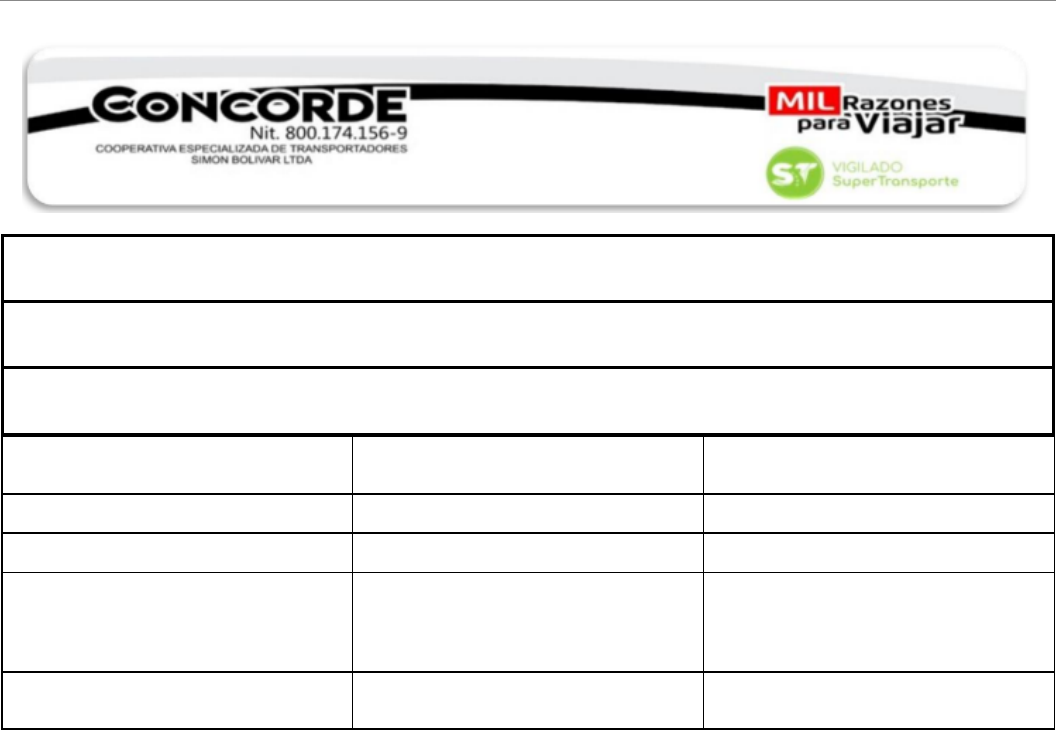 CONCORDE
Nit. 800.174.156-9
COOPERATIVA ESPECIALIZADA DE TRANSPORTADORES
SIMON BOLIVAR LTDA
MIL Razones
para Viajar
ST VIGILADO
SuperTransporte